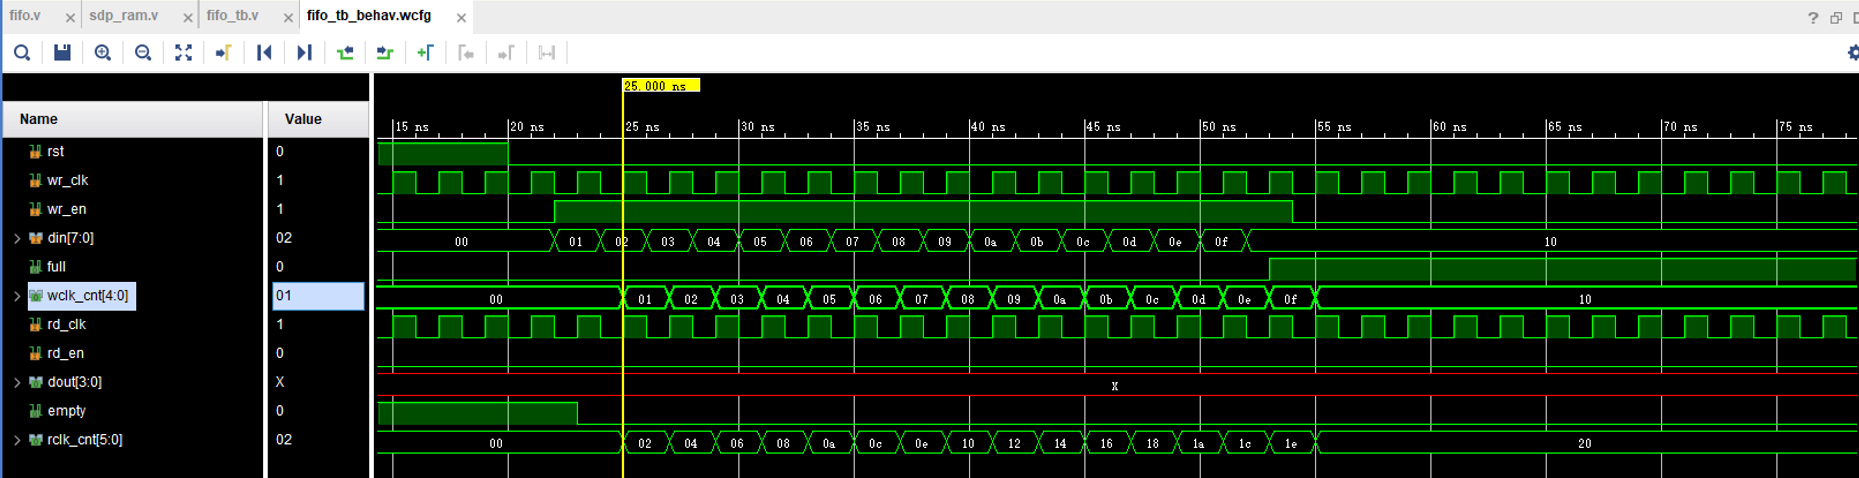 fifo.v × sdp_ram.v × fifo_tb.v × fifo_tb_behav.wcfg ×
25.000 ns
Name Value
15 ns 20 ns 25 ns 30 ns 35 ns 40 ns 45 ns 50 ns 55 ns 60 ns 65 ns 70 ns 75 ns
rst 0
wr_clk 1
wr_en 1
din[7:0] 02 00 01 02 03 04 05 06 07 08 09 0a 0b 0c 0d 0e 0f 10
full 0
wclk_cnt[4:0] 01 00 01 02 03 04 05 06 07 08 09 0a 0b 0c 0d 0e 0f 10
rd_clk 1
rd_en 0
dout[3:0] X X
empty 0
rclk_cnt[5:0] 02 00 02 04 06 08 0a 0c 0e 10 12 14 16 18 1a 1c 1e 20